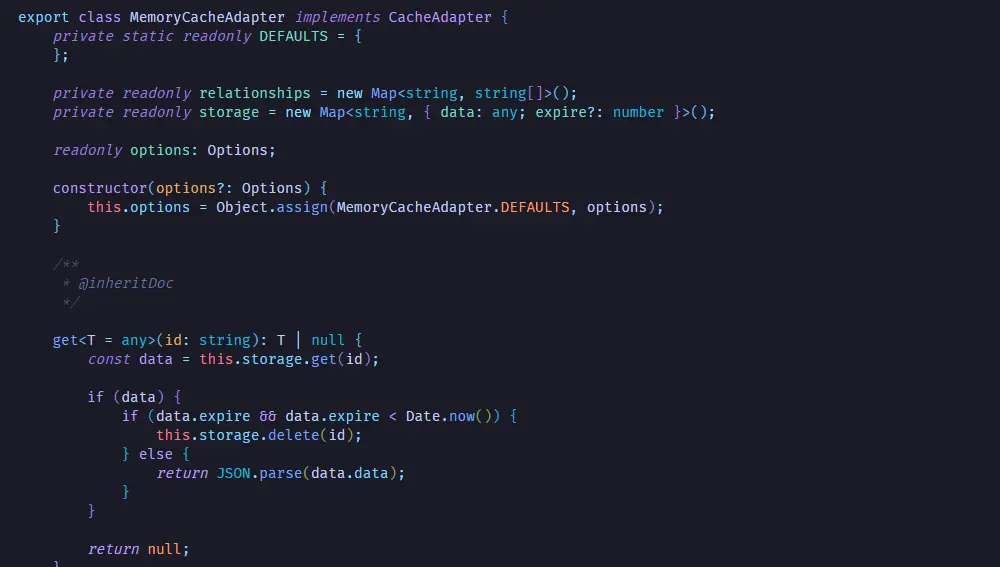 export class MemoryCacheAdapter implements CacheAdapter {
    private static readonly DEFAULTS = {
    };

    private readonly relationships = new Map<string, string[]>();
    private readonly storage = new Map<string, { data: any; expire?: number }>();

    readonly options: Options;

    constructor(options?: Options) {
        this.options = Object.assign(MemoryCacheAdapter.DEFAULTS, options);
    }

    /**
     * @inheritDoc
     */

    get<T = any>(id: string): T | null {
        const data = this.storage.get(id);

        if (data) {
            if (data.expire && data.expire < Date.now()) {
                this.storage.delete(id);
            } else {
                return JSON.parse(data.data);
            }
        }

        return null;
    }